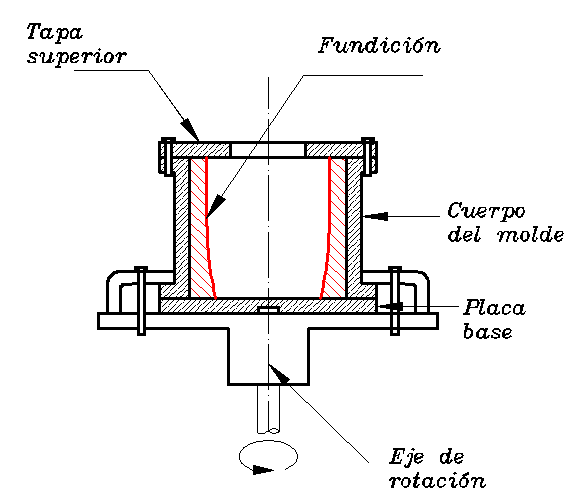 Tapa
superior
Fundición
Cuerpo
del molde
Placa
base
Eje de
rotación